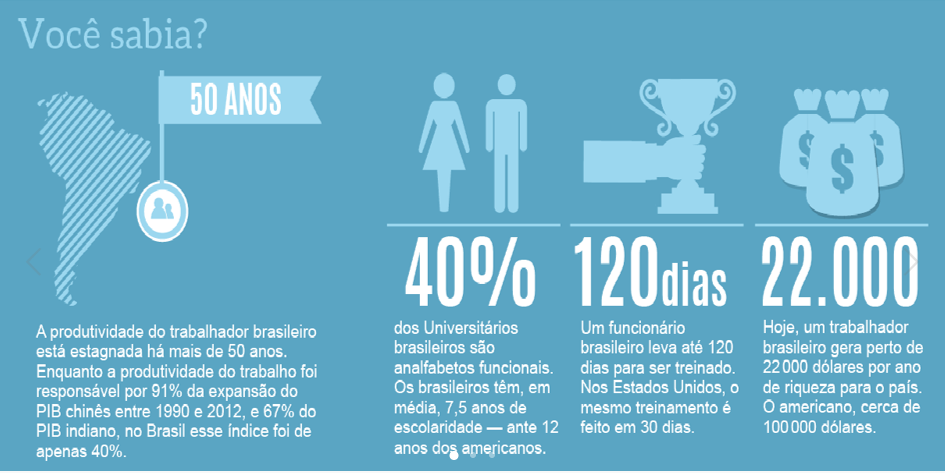 Você sabia?
50 ANOS
A produtividade do trabalhador brasileiro
está estagnada há mais de 50 anos.
Enquanto a produtividade do trabalho foi
responsável por 91% da expansão do
PIB chinês entre 1990 e 2012, e 67% do
PIB indiano, no Brasil esse índice foi de
apenas 40%.
40%
dos Universitários
brasileiros são
analfabetos funcionais.
Os brasileiros têm, em
média, 7,5 anos de
escolaridade — ante 12
anos dos americanos.
120dias
Um funcionário
brasileiro leva até 120
dias para ser treinado.
Nos Estados Unidos, o
mesmo treinamento é
feito em 30 dias.
$ $ $
22.000
Hoje, um trabalhador
brasileiro gera perto de
22 000 dólares por ano
de riqueza para o país.
O americano, cerca de
100 000 dólares.